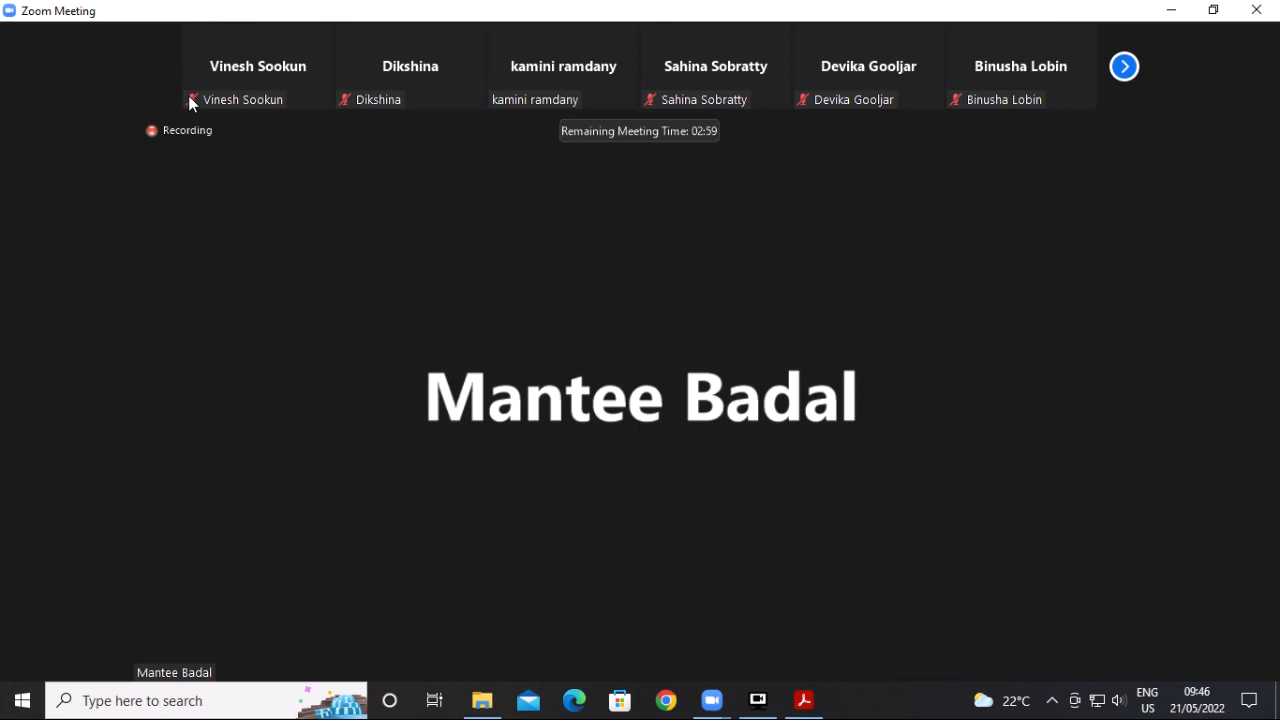 Zoom Meeting
Vinesh Sookun
Dikshina
kamini ramdany
Sahina Sobratty
Devika Gooljar
Binusha Lobin
Vinesh Sookun
Dikshina
kamini ramdany
Sahina Sobratty
Devika Gooljar
Binusha Lobin
Recording
Remaining Meeting Time: 02:59
Mantee Badal
Mantee Badal
Type here to search
22°C
ENG
US
09:46
21/05/2022